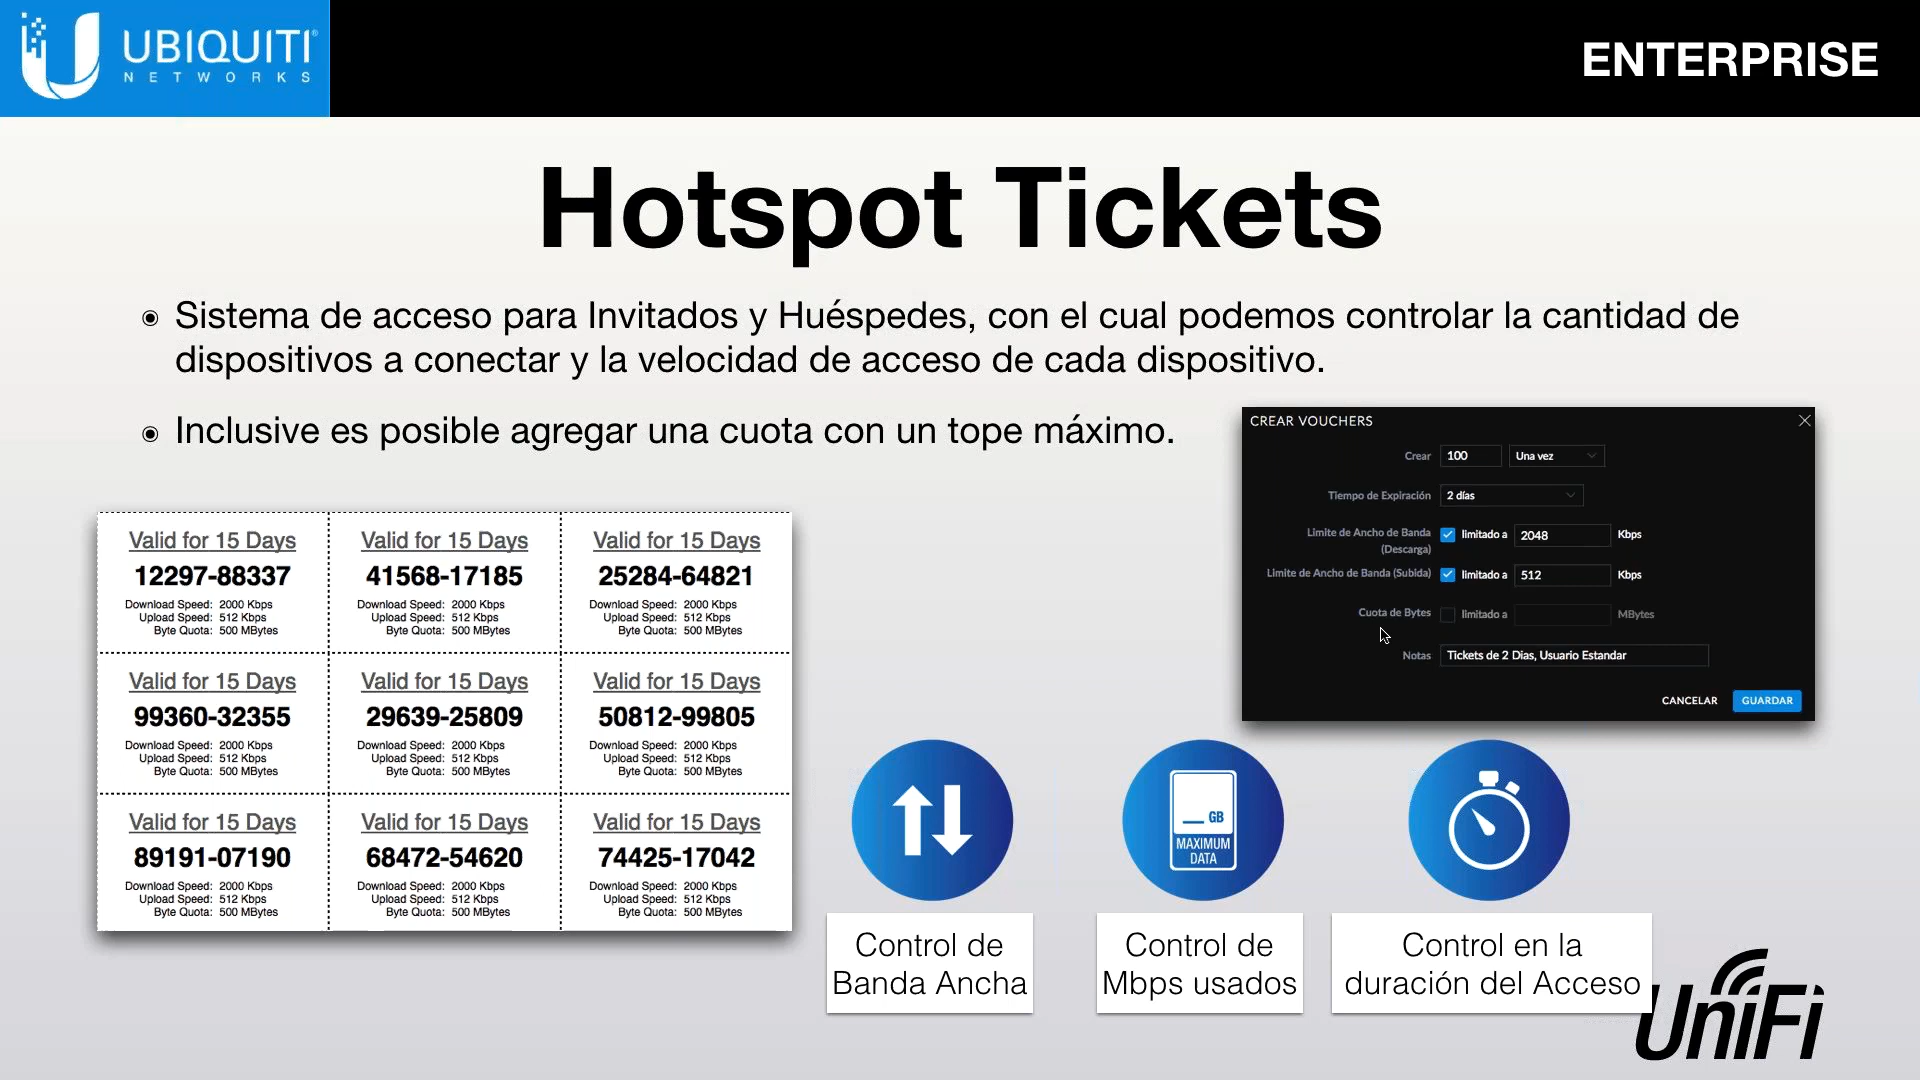 UBIQUITI®
NETWORKS
ENTERPRISE
Hotspot Tickets
Sistema de acceso para Invitados y Huéspedes, con el cual podemos controlar la cantidad de
dispositivos a conectar y la velocidad de acceso de cada dispositivo.
Inclusive es posible agregar una cuota con un tope máximo.
CREAR VOUCHERS
Crear 100 Una vez
Tiempo de Expiración 2 días
Limite de Ancho de Banda
(Descarga)
limitado a 2048 Kbps
Limite de Ancho de Banda (Subida) limitado a 512 Kbps
Cuota de Bytes limitado a MBytes
Notas Tickets de 2 Dias, Usuario Estandar
CANCELAR GUARDAR
Valid for 15 Days
12297-88337
Download Speed: 2000 Kbps
Upload Speed: 512 Kbps
Byte Quota: 500 MBytes
Valid for 15 Days
41568-17185
Download Speed: 2000 Kbps
Upload Speed: 512 Kbps
Byte Quota: 500 MBytes
Valid for 15 Days
25284-64821
Download Speed: 2000 Kbps
Upload Speed: 512 Kbps
Byte Quota: 500 MBytes
Valid for 15 Days
99360-32355
Download Speed: 2000 Kbps
Upload Speed: 512 Kbps
Byte Quota: 500 MBytes
Valid for 15 Days
29639-25809
Download Speed: 2000 Kbps
Upload Speed: 512 Kbps
Byte Quota: 500 MBytes
Valid for 15 Days
50812-99805
Download Speed: 2000 Kbps
Upload Speed: 512 Kbps
Byte Quota: 500 MBytes
Valid for 15 Days
89191-07190
Download Speed: 2000 Kbps
Upload Speed: 512 Kbps
Byte Quota: 500 MBytes
Valid for 15 Days
68472-54620
Download Speed: 2000 Kbps
Upload Speed: 512 Kbps
Byte Quota: 500 MBytes
Valid for 15 Days
74425-17042
Download Speed: 2000 Kbps
Upload Speed: 512 Kbps
Byte Quota: 500 MBytes
__ GB
MAXIMUM
DATA
Control de
Banda Ancha
Control de
Mbps usados
Control en la
duración del Acceso
UniFi